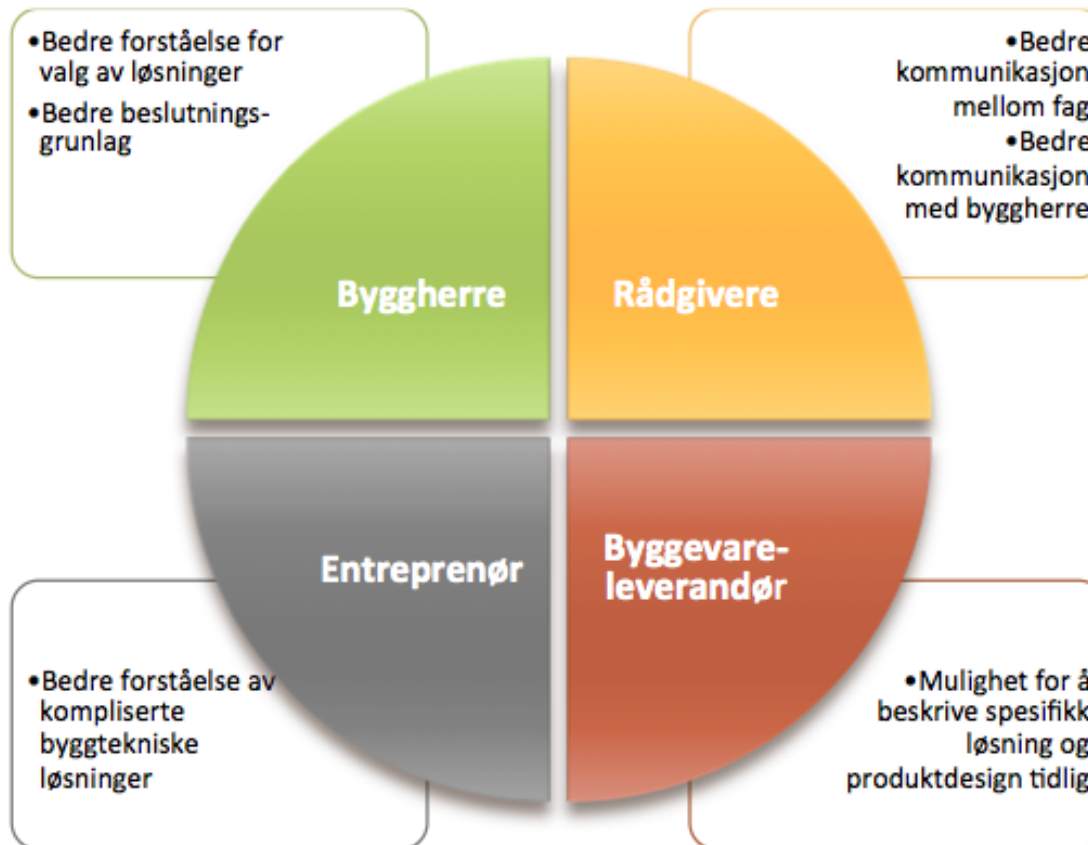 •Bedre forståelse for
valg av løsninger
•Bedre beslutnings-
grunlag
•Bedre
kommunikasjon
mellom fag
•Bedre
kommunikasjon
med byggherre
Byggherre
Rådgivere
Entreprenør
Byggevare-
leverandør
•Bedre forståelse av
kompliserte
byggtekniske
løsninger
•Mulighet for å
beskrive spesifikk
løsning og
produktdesign tidlig